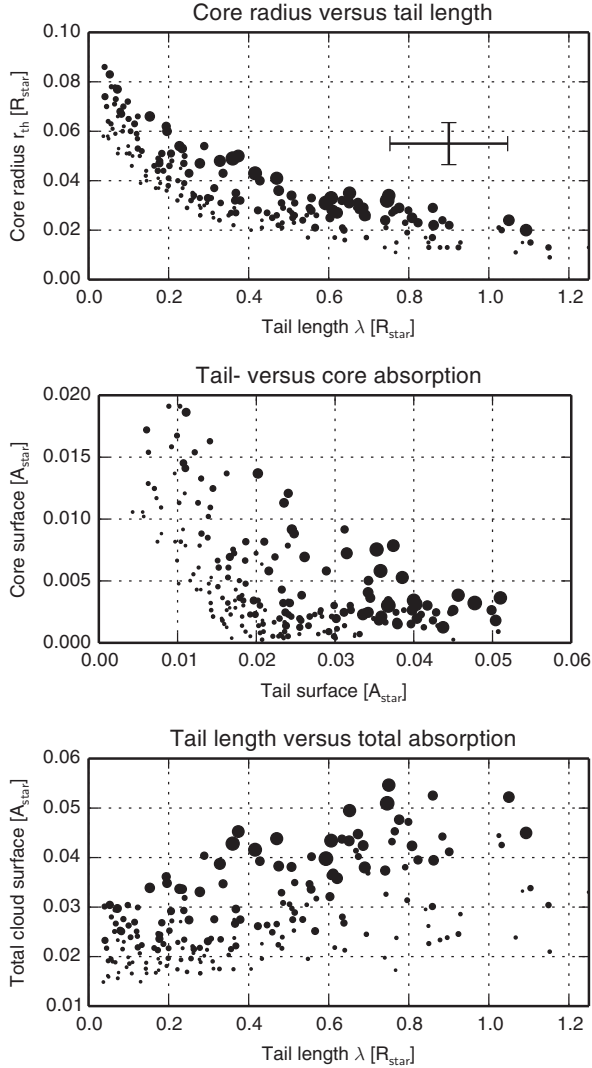 Core radius versus tail length
0.10
0.08
0.06
0.04
0.02
0.00
Core radius r_th [R_star]
0.0 0.2 0.4 0.6 0.8 1.0 1.2
Tail length λ [R_star]
Tail- versus core absorption
0.020
0.015
0.010
0.005
0.000
Core surface [A_star]
0.00 0.01 0.02 0.03 0.04 0.05 0.06
Tail surface [A_star]
Tail length versus total absorption
0.06
0.05
0.04
0.03
0.02
0.01
Total cloud surface [A_star]
0.0 0.2 0.4 0.6 0.8 1.0 1.2
Tail length λ [R_star]